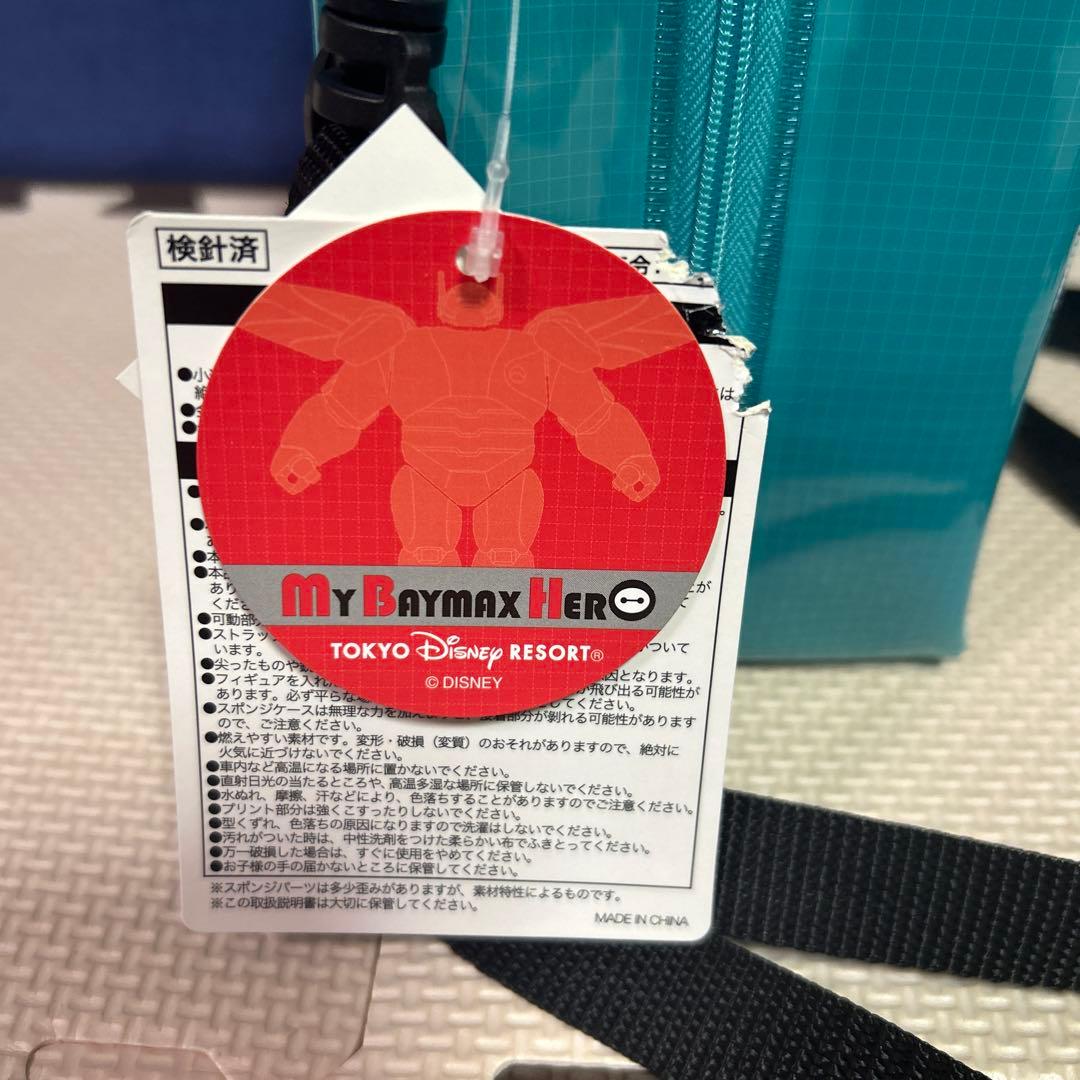 検針済
●小
は
●可動部分
●ストラップ
ついて
います。
●尖ったものや
因となります。
●フィギュアを入れた
が飛び出る可能性が
あります。必ず平らな場
してください。
●スポンジケースは無理な力を加え
接着部分が剝れる可能性があります
ので、ご注意ください。
●燃えやすい素材です。変形・破損（変質）のおそれがありますので、絶対に
火気に近づけないでください。
●車内など高温になる場所に置かないでください。
●直射日光の当たるところや、高温多湿な場所に保管しないでください。
●水ぬれ、摩擦、汗などにより、色落ちすることがありますのでご注意ください。
●プリント部分は強くこすったりしないでください。
●型くずれ、色落ちの原因になりますので洗濯はしないでください。
●汚れがついた時は、中性洗剤をつけた柔らかい布でふきとってください。
●万一破損した場合は、すぐに使用をやめてください。
●お子様の手の届かないところに保管してください。
※スポンジパーツは多少歪みがありますが、素材特性によるものです。
※この取扱説明書は大切に保管してください。
MADE IN CHINA
MY BAYMAX HERO
TOKYO Disney RESORT®
© DISNEY